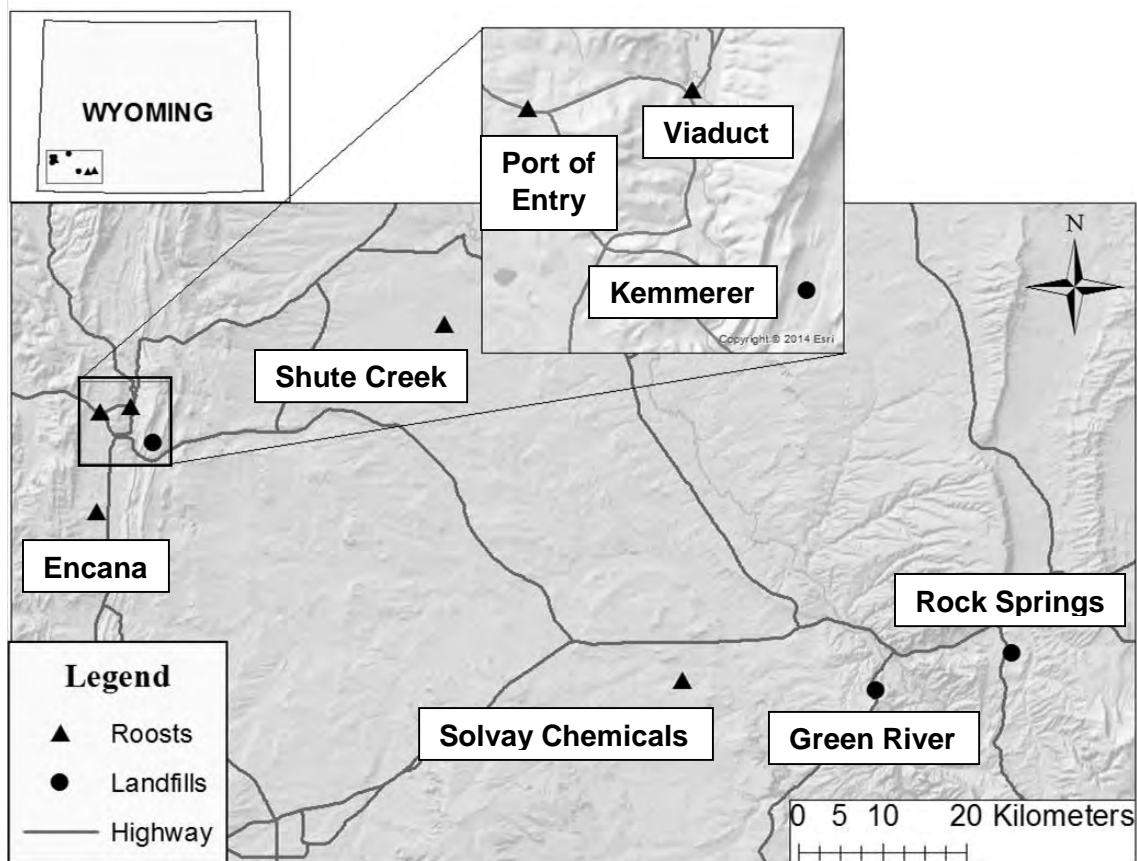 WYOMING
Viaduct
Port of
Entry
Kemmerer
Copyright:© 2014 Esri
N
Shute Creek
Encana
Rock Springs
Solvay Chemicals
Green River
Legend
Roosts
Landfills
Highway
0 5 10 20 Kilometers